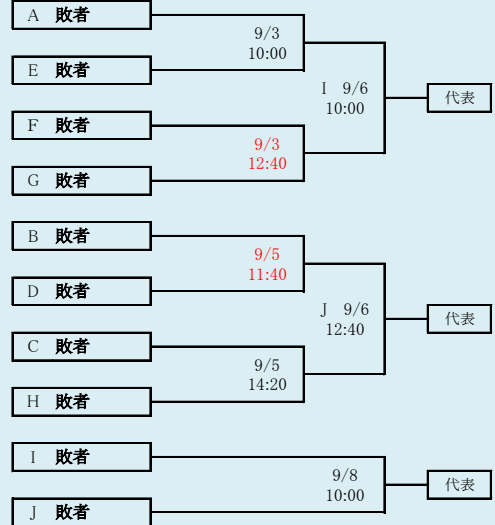 A 敗者
9/3
10:00
E 敗者
I 9/6
10:00
代表
F 敗者
9/3
12:40
G 敗者
B 敗者
9/5
11:40
D 敗者
J 9/6
12:40
代表
C 敗者
9/5
14:20
H 敗者
I 敗者
9/8
10:00
代表
J 敗者